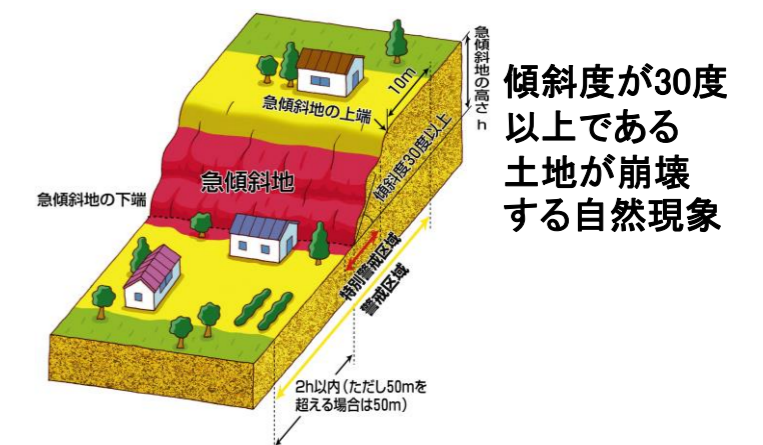 急傾斜地の高さ
h
10m
急傾斜地の上端
傾斜度30度以上
急傾斜地
急傾斜地の下端
特別警戒区域
警戒区域
2h以内(ただし50mを
超える場合は50m)
傾斜度が30度
以上である
土地が崩壊
する自然現象